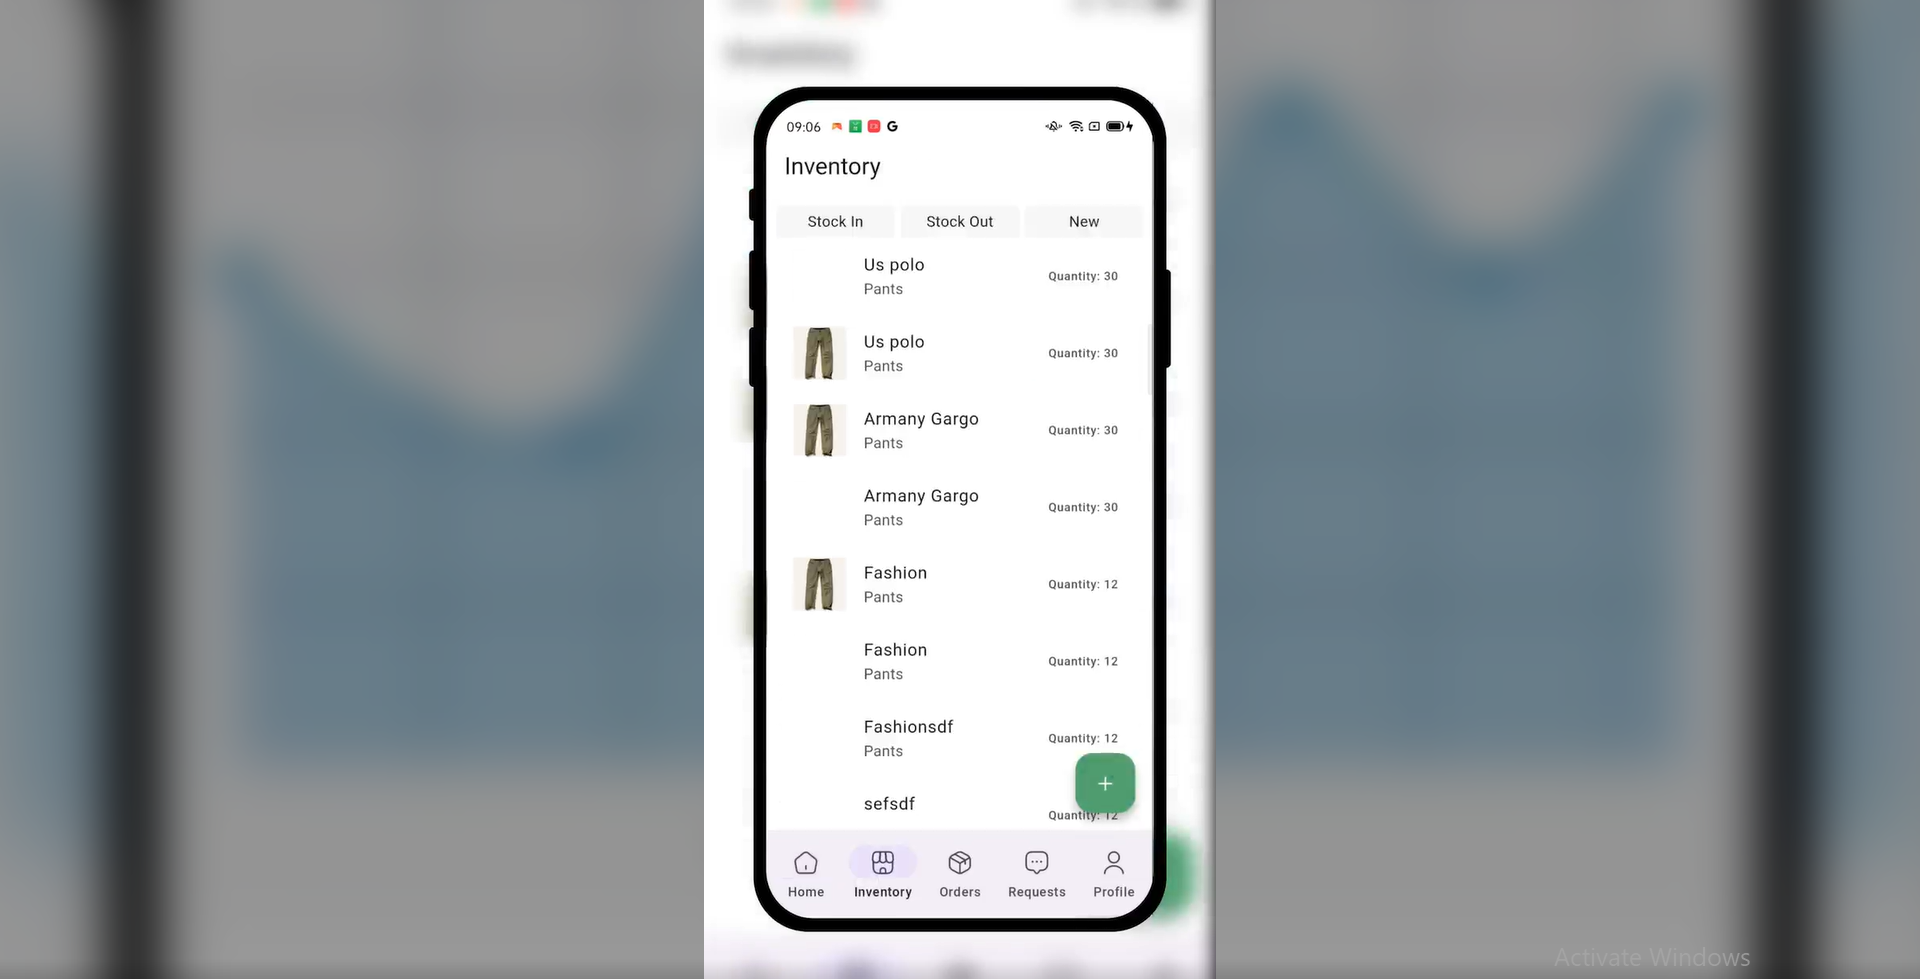 09:06
Inventory
Stock In
Stock Out
New
Us polo
Pants
Quantity: 30
Us polo
Pants
Quantity: 30
Armany Gargo
Pants
Quantity: 30
Armany Gargo
Pants
Quantity: 30
Fashion
Pants
Quantity: 12
Fashion
Pants
Quantity: 12
Fashionsdf
Pants
Quantity: 12
sefsdf
Quantity: 12
Home
Inventory
Orders
Requests
Profile
Activate Windows